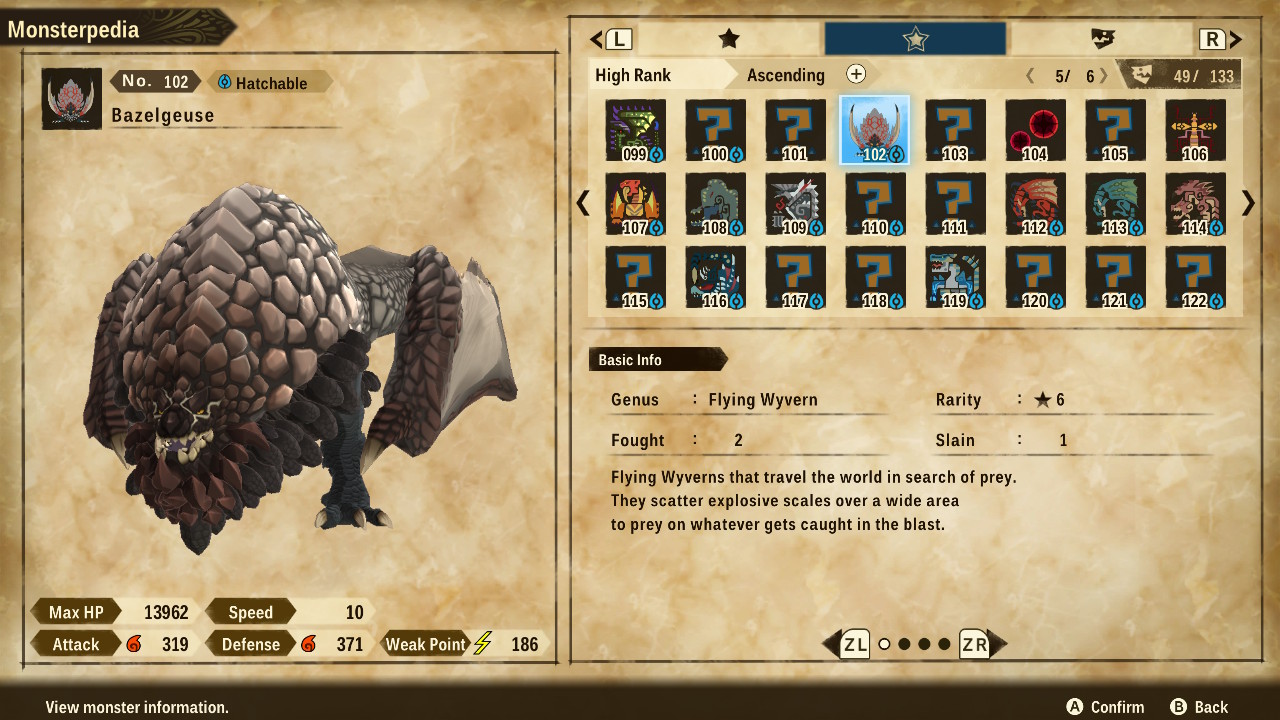 Monsterpedia
No. 102
Hatchable
Bazelgeuse
Max HP 13962
Speed 10
Attack 319
Defense 371
Weak Point 186
L
R
High Rank
Ascending
5/ 6
49/ 133
099 100 101 102 103 104 105 106
107 108 109 110 111 112 113 114
115 116 117 118 119 120 121 122
Basic Info
Genus : Flying Wyvern
Rarity : ★ 6
Fought : 2
Slain : 1
Flying Wyverns that travel the world in search of prey.
They scatter explosive scales over a wide area
to prey on whatever gets caught in the blast.
ZL ZR
View monster information.
A Confirm
B Back